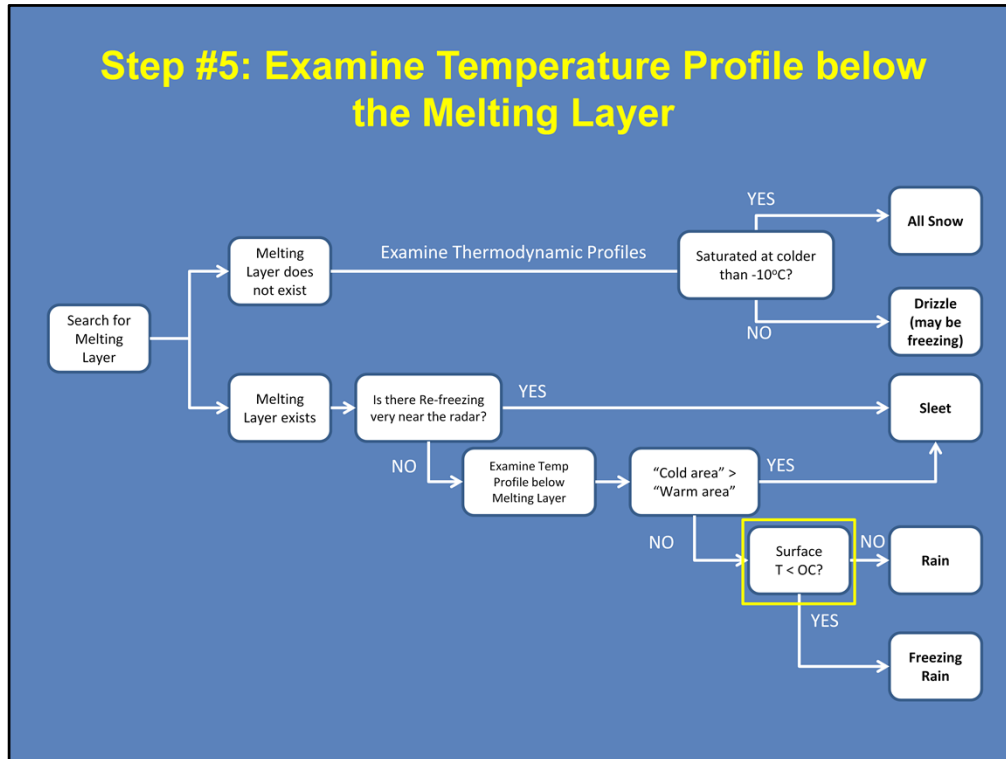 Step #5: Examine Temperature Profile below
the Melting Layer
YES
All Snow
Melting
Layer does
not exist
Examine Thermodynamic Profiles
Saturated at colder
than -10°C?
Search for
Melting
Layer
NO
Drizzle
(may be
freezing)
Melting
Layer exists
Is there Re-freezing
very near the radar?
YES
Sleet
NO
Examine Temp
Profile below
Melting Layer
“Cold area” >
“Warm area”
YES
NO
Surface
T < OC?
NO
Rain
YES
Freezing
Rain